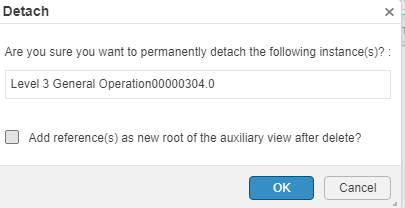 Detach
Are you sure you want to permanently detach the following instance(s)? :
Level 3 General Operation00000304.0
Add reference(s) as new root of the auxiliary view after delete?
OK Cancel